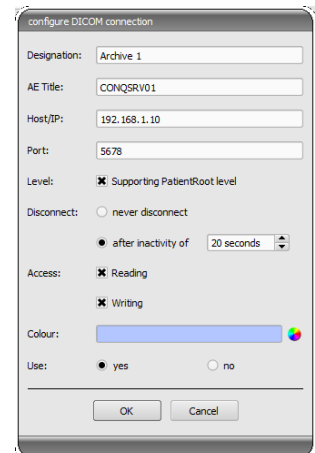 configure DICOM connection
Designation: Archive 1
AE Title: CONQSRV01
Host/IP: 192.168.1.10
Port: 5678
Level: Supporting PatientRoot level
Disconnect: never disconnect
after inactivity of 20 seconds
Access: Reading
Writing
Colour:
Use: yes no
OK Cancel